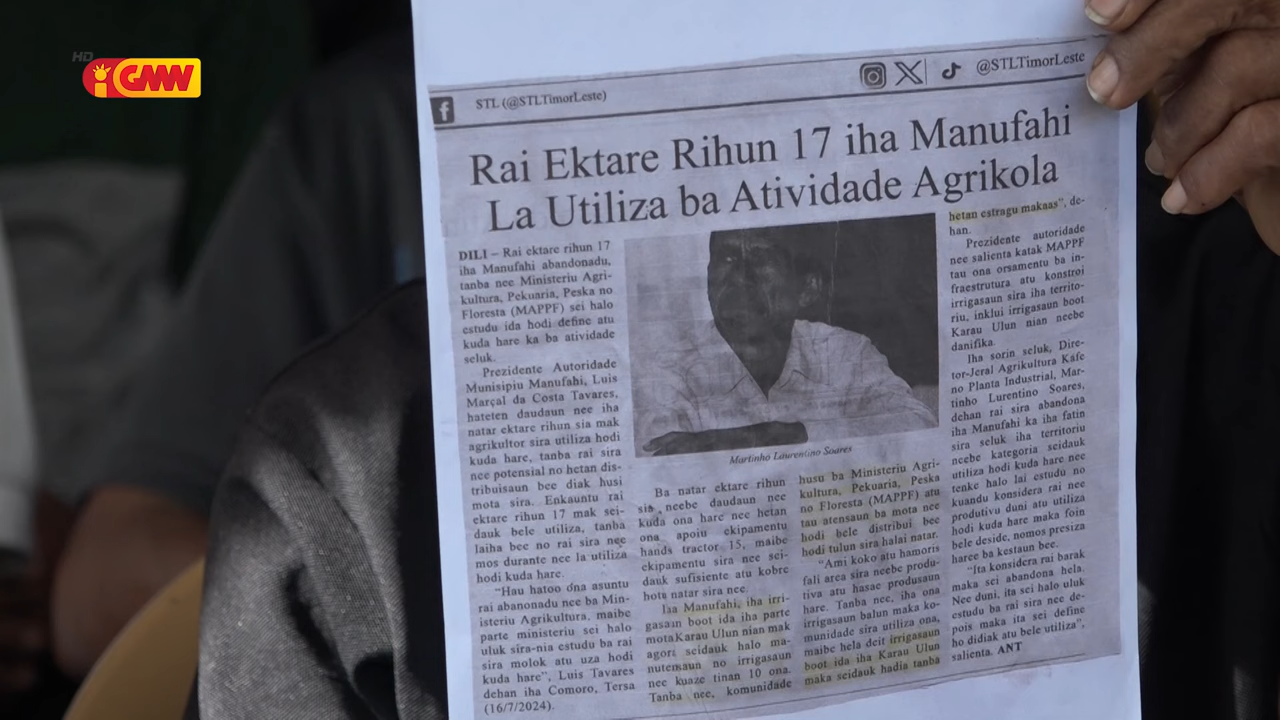 HD
GMN
STL (@STLTimorLeste)
@STLTimorLeste
Rai Ektare Rihun 17 iha Manufahi
La Utiliza ba Atividade Agrikola
DILI – Rai ektare rihun 17
iha Manufahi abandonadu,
tanba nee Ministeriu Agri-
kultura, Pekuaria, Peska no
Floresta (MAPPF) sei halo
estudu ida hodi define atu
kuda hare ka ba atividade
seluk.
Prezidente Autoridade
Munisipiu Manufahi, Luis
Marçal da Costa Tavares,
hateten daudaun nee iha
natar ektare rihun sia mak
agrikultor sira utiliza hodi
kuda hare, tanba rai sira
nee potensial no hetan dis-
tribuisaun bee diak husi
mota sira. Enkauntu rai
ektare rihun 17 mak sei-
dauk bele utiliza, tanba
laiha bee no rai sira nee
mos durante nee la utiliza
hodi kuda hare.
"Hau hatoo ona asuntu
rai abanonadu nee ba Min-
isteriu Agrikultura, maibe
parte ministeriu sei halo
uluk sira-nia estudu ba rai
sira molok atu uza hodi
kuda hare", Luis Tavares
dehan iha Comoro, Tersa
(16/7/2024).
Martinho Laurentino Soares
Ba natar ektare rihun
sia neebe daudaun nee
kuda ona hare nee hetan
ona apoiu ekipamentu
hands tractor 15, maibe
ekipamentu sira nee sei-
dauk sufisiente atu kobre
hotu natar sira nee.
Iaa Manufahi, iha irri-
gasaun boot ida iha parte
motaKarau Ulun nian mak
agora seidauk halo ma-
nutensaun no irrigasaun
nee kuaze tinan 10 ona.
Tanba nee, komunidade
husu ba Ministeriu Agri-
kultura, Pekuaria, Peska
no Floresta (MAPPF) atu
tau atensaun ba mota nee
hodi bele distribui bee
hodi tulun sira halai natar.
"Ami koko atu hamoris
fali area sira neebe produ-
tiva atu hasae produsaun
hare. Tanba nee, iha ona
irrigasaun balun maka ko-
munidade sira utiliza ona,
maibe hela deit irrigasaun
boot ida iha Karau Ulun
maka seidauk hadia tanba
hetan estragu makaas", de-
han.
Prezidente autoridade
nee salienta katak MAPPF
tau ona orsamentu ba in-
fraestrutura atu konstroi
irrigasaun sira iha territo-
riu, inklui irrigasaun boot
Karau Ulun nian neebe
danifika.
Iha sorin seluk, Dire-
tor-Jeral Agrikultura Kafe
no Planta Industrial, Mar-
tinho Lurentino Soares,
dehan rai sira abandona
iha Manufahi ka iha fatin
sira seluk iha territoriu
neebe kategoria seidauk
utiliza hodi kuda hare nee
tenke halo lai estudu no
kuandu konsidera rai nee
produtivu duni atu utiliza
hodi kuda hare maka foin
bele deside, nomos presiza
haree ba kestaun bee.
"Ita konsidera rai barak
maka sei abandona hela.
Nee duni, ita sei halo uluk
estudu ba rai sira nee de-
pois maka ita sei define
ho didiak atu bele utiliza",
salienta. ANT